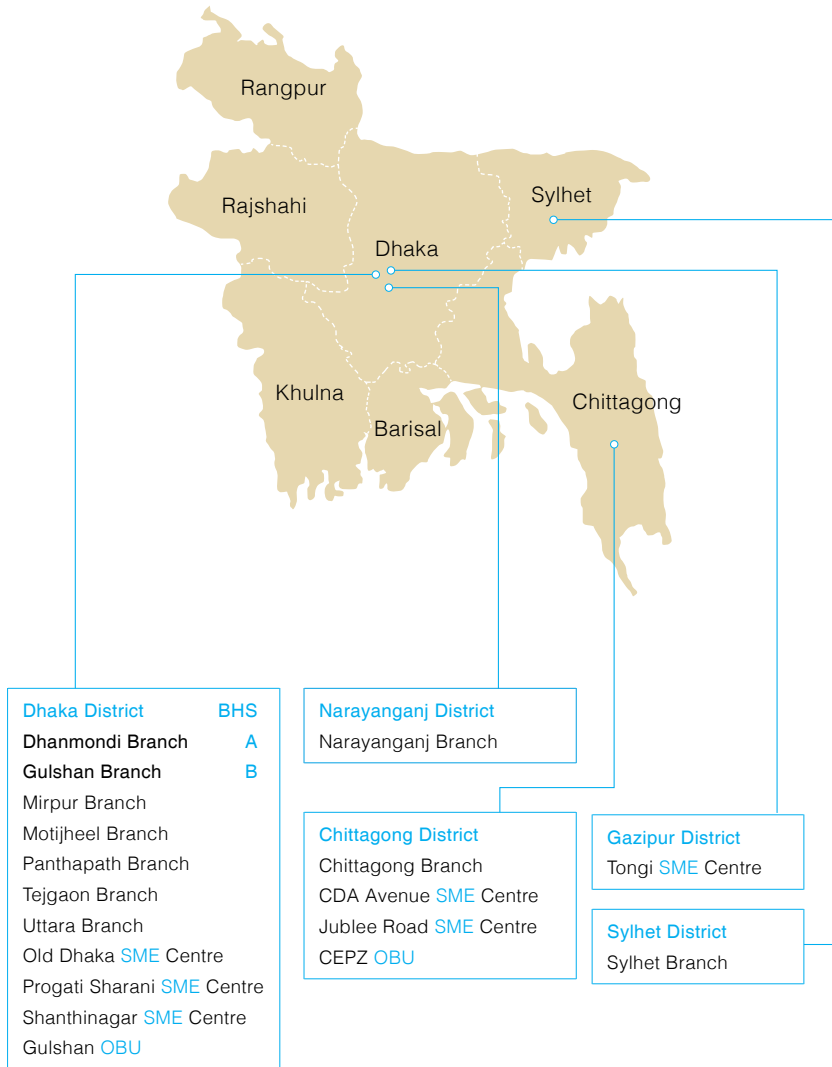 Rangpur
Rajshahi
Sylhet
Dhaka
Khulna
Barisal
Chittagong
Dhaka District BHS
Dhanmondi Branch A
Gulshan Branch B
Mirpur Branch
Motijheel Branch
Panthapath Branch
Tejgaon Branch
Uttara Branch
Old Dhaka SME Centre
Progati Sharani SME Centre
Shanthinagar SME Centre
Gulshan OBU
Narayanganj District
Narayanganj Branch
Chittagong District
Chittagong Branch
CDA Avenue SME Centre
Jublee Road SME Centre
CEPZ OBU
Gazipur District
Tongi SME Centre
Sylhet District
Sylhet Branch